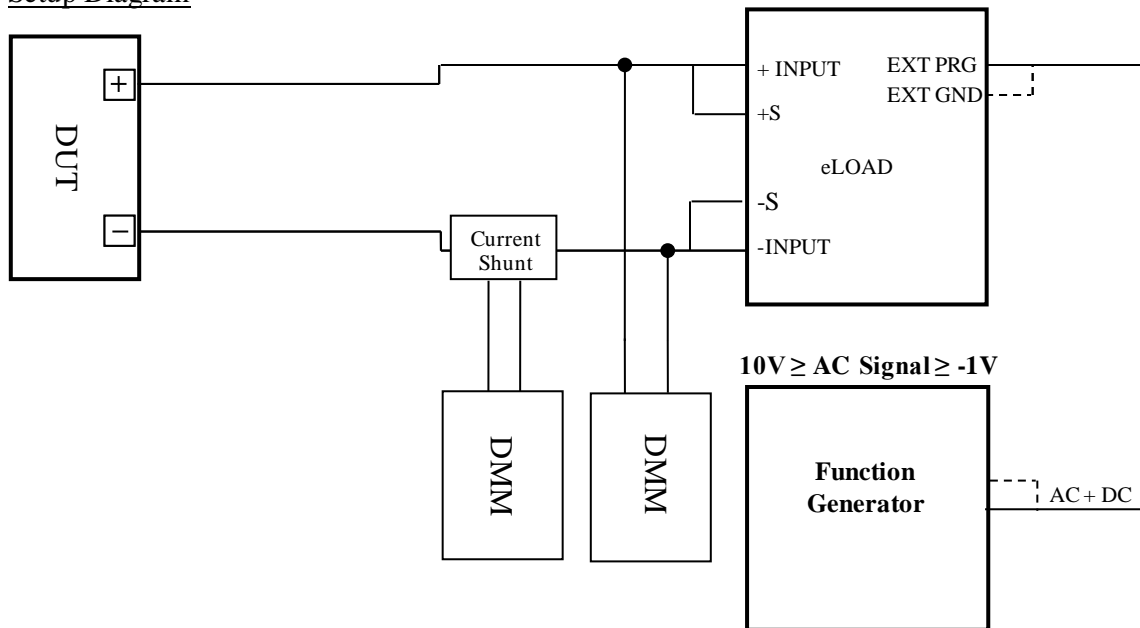 Setup Diagram
+
DUT
−
Current
Shunt
+ INPUT
+S
eLOAD
-S
-INPUT
EXT PRG
EXT GND
DMM
DMM
10V ≥ AC Signal ≥ -1V
Function
Generator
AC + DC